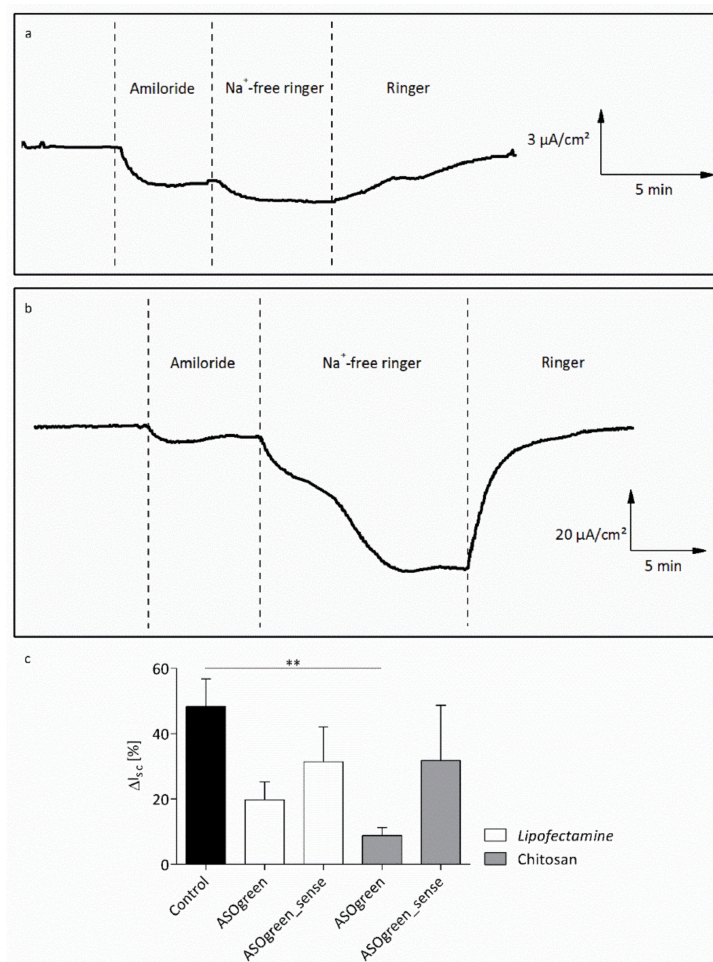 a
Amiloride
Na⁺-free ringer
Ringer
3 µA/cm²
5 min
b
Amiloride
Na⁺-free ringer
Ringer
20 µA/cm²
5 min
c
**
60
40
20
0
ΔIsc [%]
Control
ASOgreen
ASOgreen_sense
ASOgreen
ASOgreen_sense
Lipofectamine
Chitosan